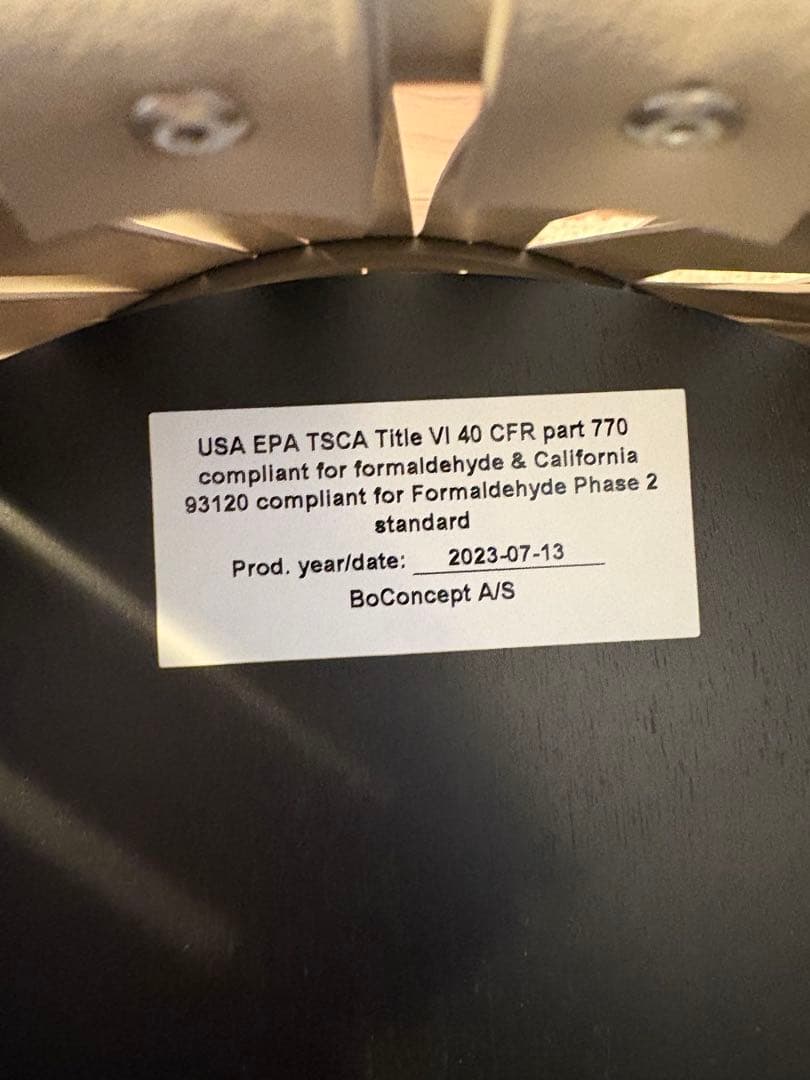 USA EPA TSCA Title VI 40 CFR part 770
compliant for formaldehyde & California
93120 compliant for Formaldehyde Phase 2
standard
Prod. year/date: 2023-07-13
BoConcept A/S